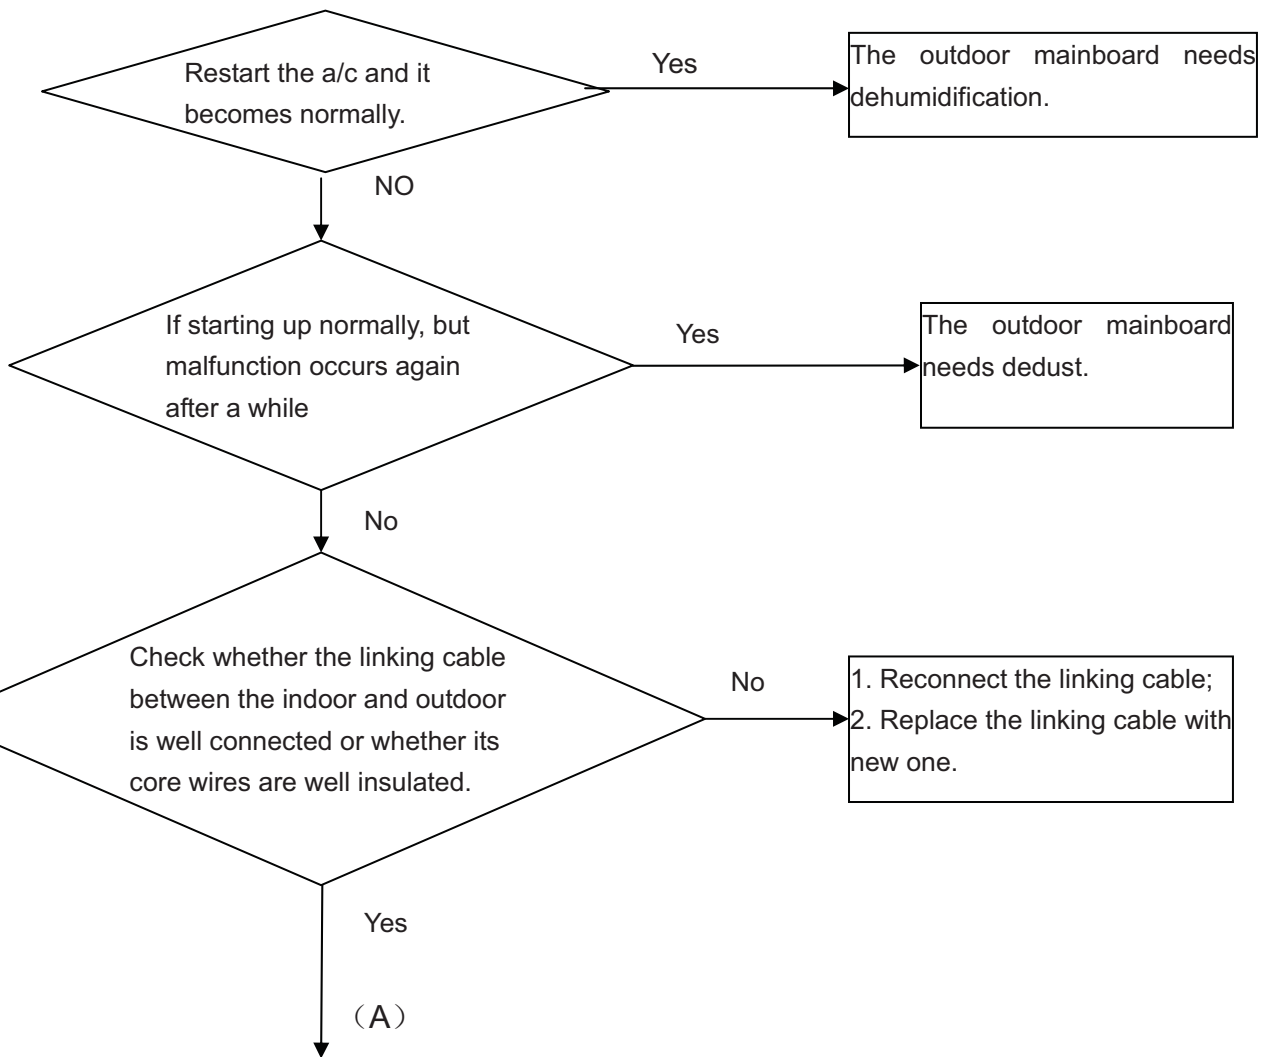 Restart the a/c and it
becomes normally.
Yes
The outdoor mainboard needs
dehumidification.
NO
If starting up normally, but
malfunction occurs again
after a while
Yes
The outdoor mainboard
needs dedust.
No
Check whether the linking cable
between the indoor and outdoor
is well connected or whether its
core wires are well insulated.
No
1. Reconnect the linking cable;
2. Replace the linking cable with
new one.
Yes
（A）